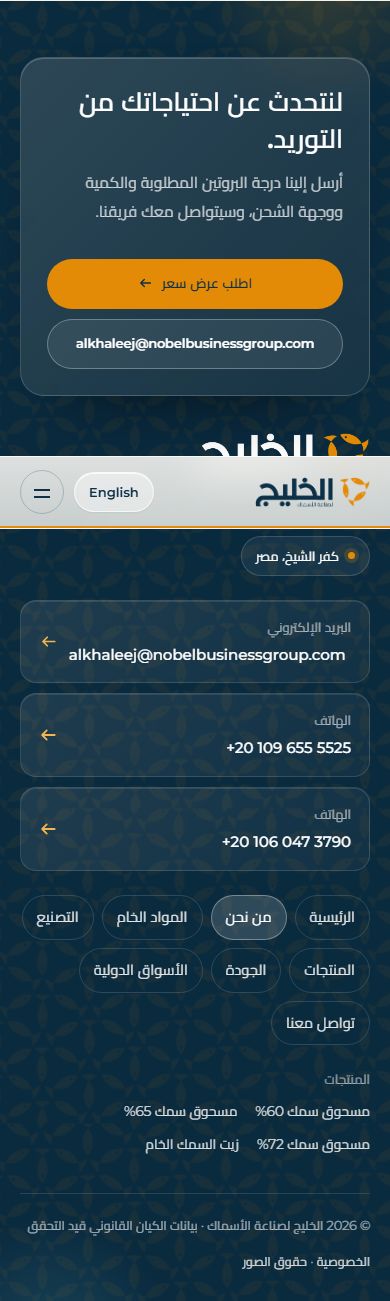 لنتحدث عن احتياجاتك من
التوريد.
أرسل إلينا درجة البروتين المطلوبة والكمية
ووجهة الشحن، وسيتواصل معك فريقنا.
اطلب عرض سعر ←
alkhaleej@nobelbusinessgroup.com
الخليج
الخليج
لصناعة الأسماك
English
كفر الشيخ، مصر
البريد الإلكتروني
alkhaleej@nobelbusinessgroup.com ←
الهاتف
+20 109 655 5525 ←
الهاتف
+20 106 047 3790 ←
الرئيسية من نحن المواد الخام التصنيع
المنتجات الجودة الأسواق الدولية
تواصل معنا
المنتجات
مسحوق سمك 60% مسحوق سمك 65%
مسحوق سمك 72% زيت السمك الخام
© 2026 الخليج لصناعة الأسماك · بيانات الكيان القانوني قيد التحقق
الخصوصية · حقوق الصور